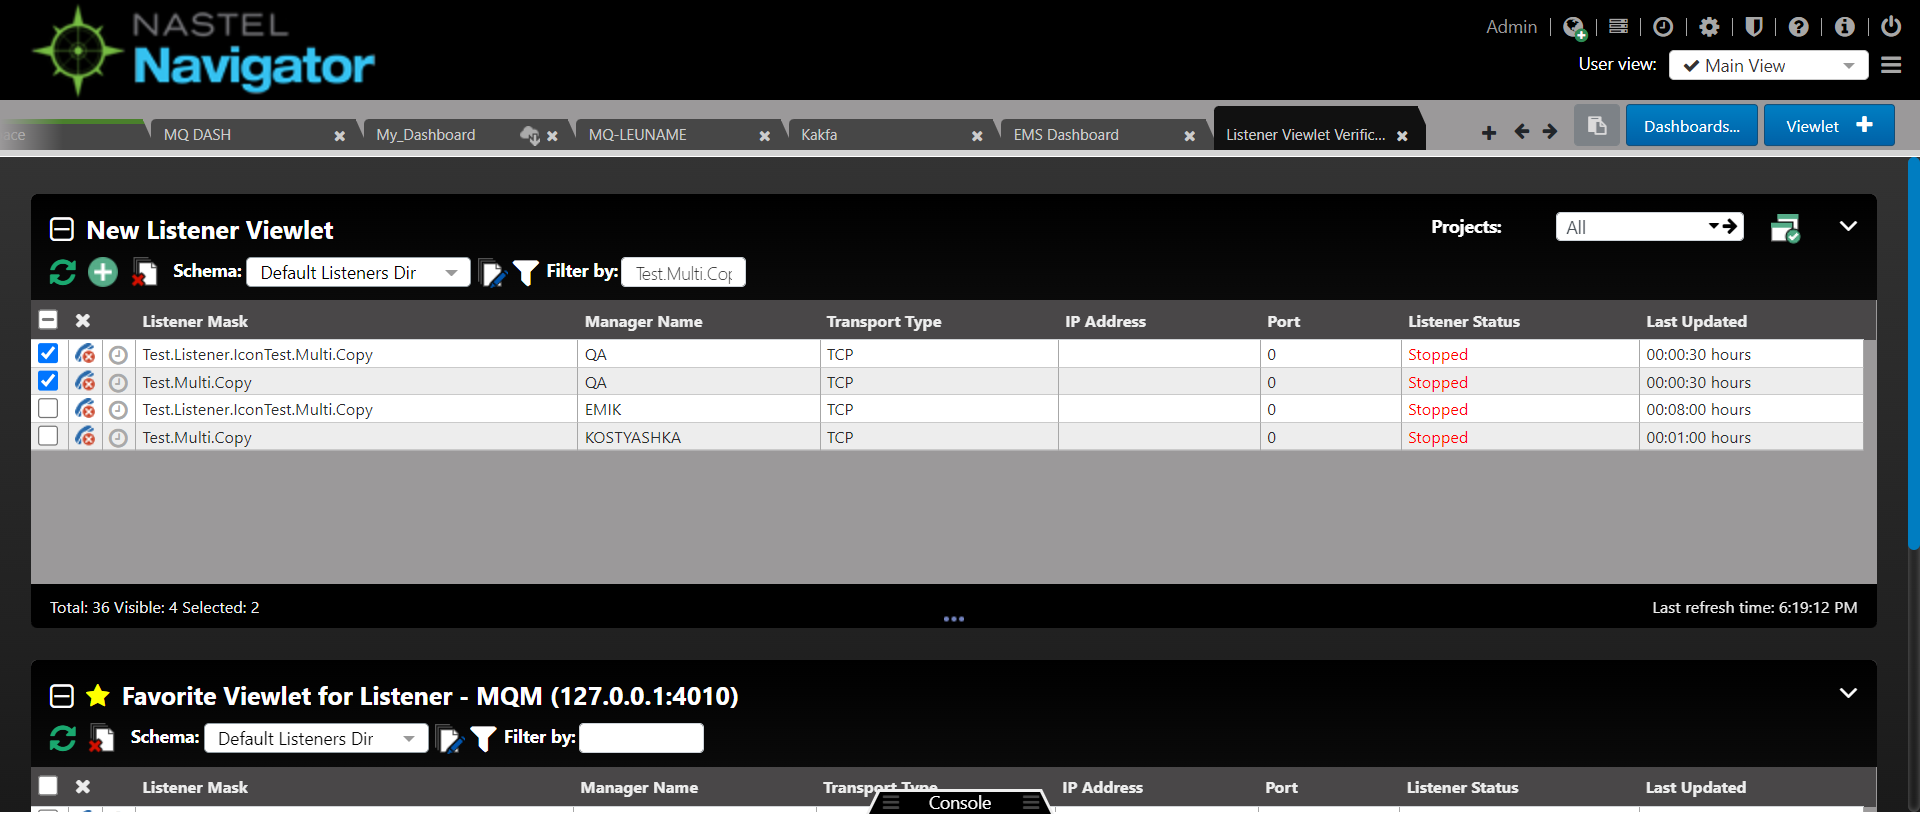 NASTEL
Navigator
Admin
User view: Main View
ace
MQ DASH
My_Dashboard
MQ-LEUNAME
Kakfa
EMS Dashboard
Listener Viewlet Verific...
Dashboards...
Viewlet
New Listener Viewlet
Projects: All
Schema: Default Listeners Dir Filter by: Test.Multi.Cop
Listener Mask Manager Name Transport Type IP Address Port Listener Status Last Updated
Test.Listener.IconTest.Multi.Copy QA TCP 0 Stopped 00:00:30 hours
Test.Multi.Copy QA TCP 0 Stopped 00:00:30 hours
Test.Listener.IconTest.Multi.Copy EMIK TCP 0 Stopped 00:08:00 hours
Test.Multi.Copy KOSTYASHKA TCP 0 Stopped 00:01:00 hours
Total: 36 Visible: 4 Selected: 2
Last refresh time: 6:19:12 PM
Favorite Viewlet for Listener - MQM (127.0.0.1:4010)
Schema: Default Listeners Dir Filter by:
Listener Mask Manager Name Transport Type IP Address Port Listener Status Last Updated
Console